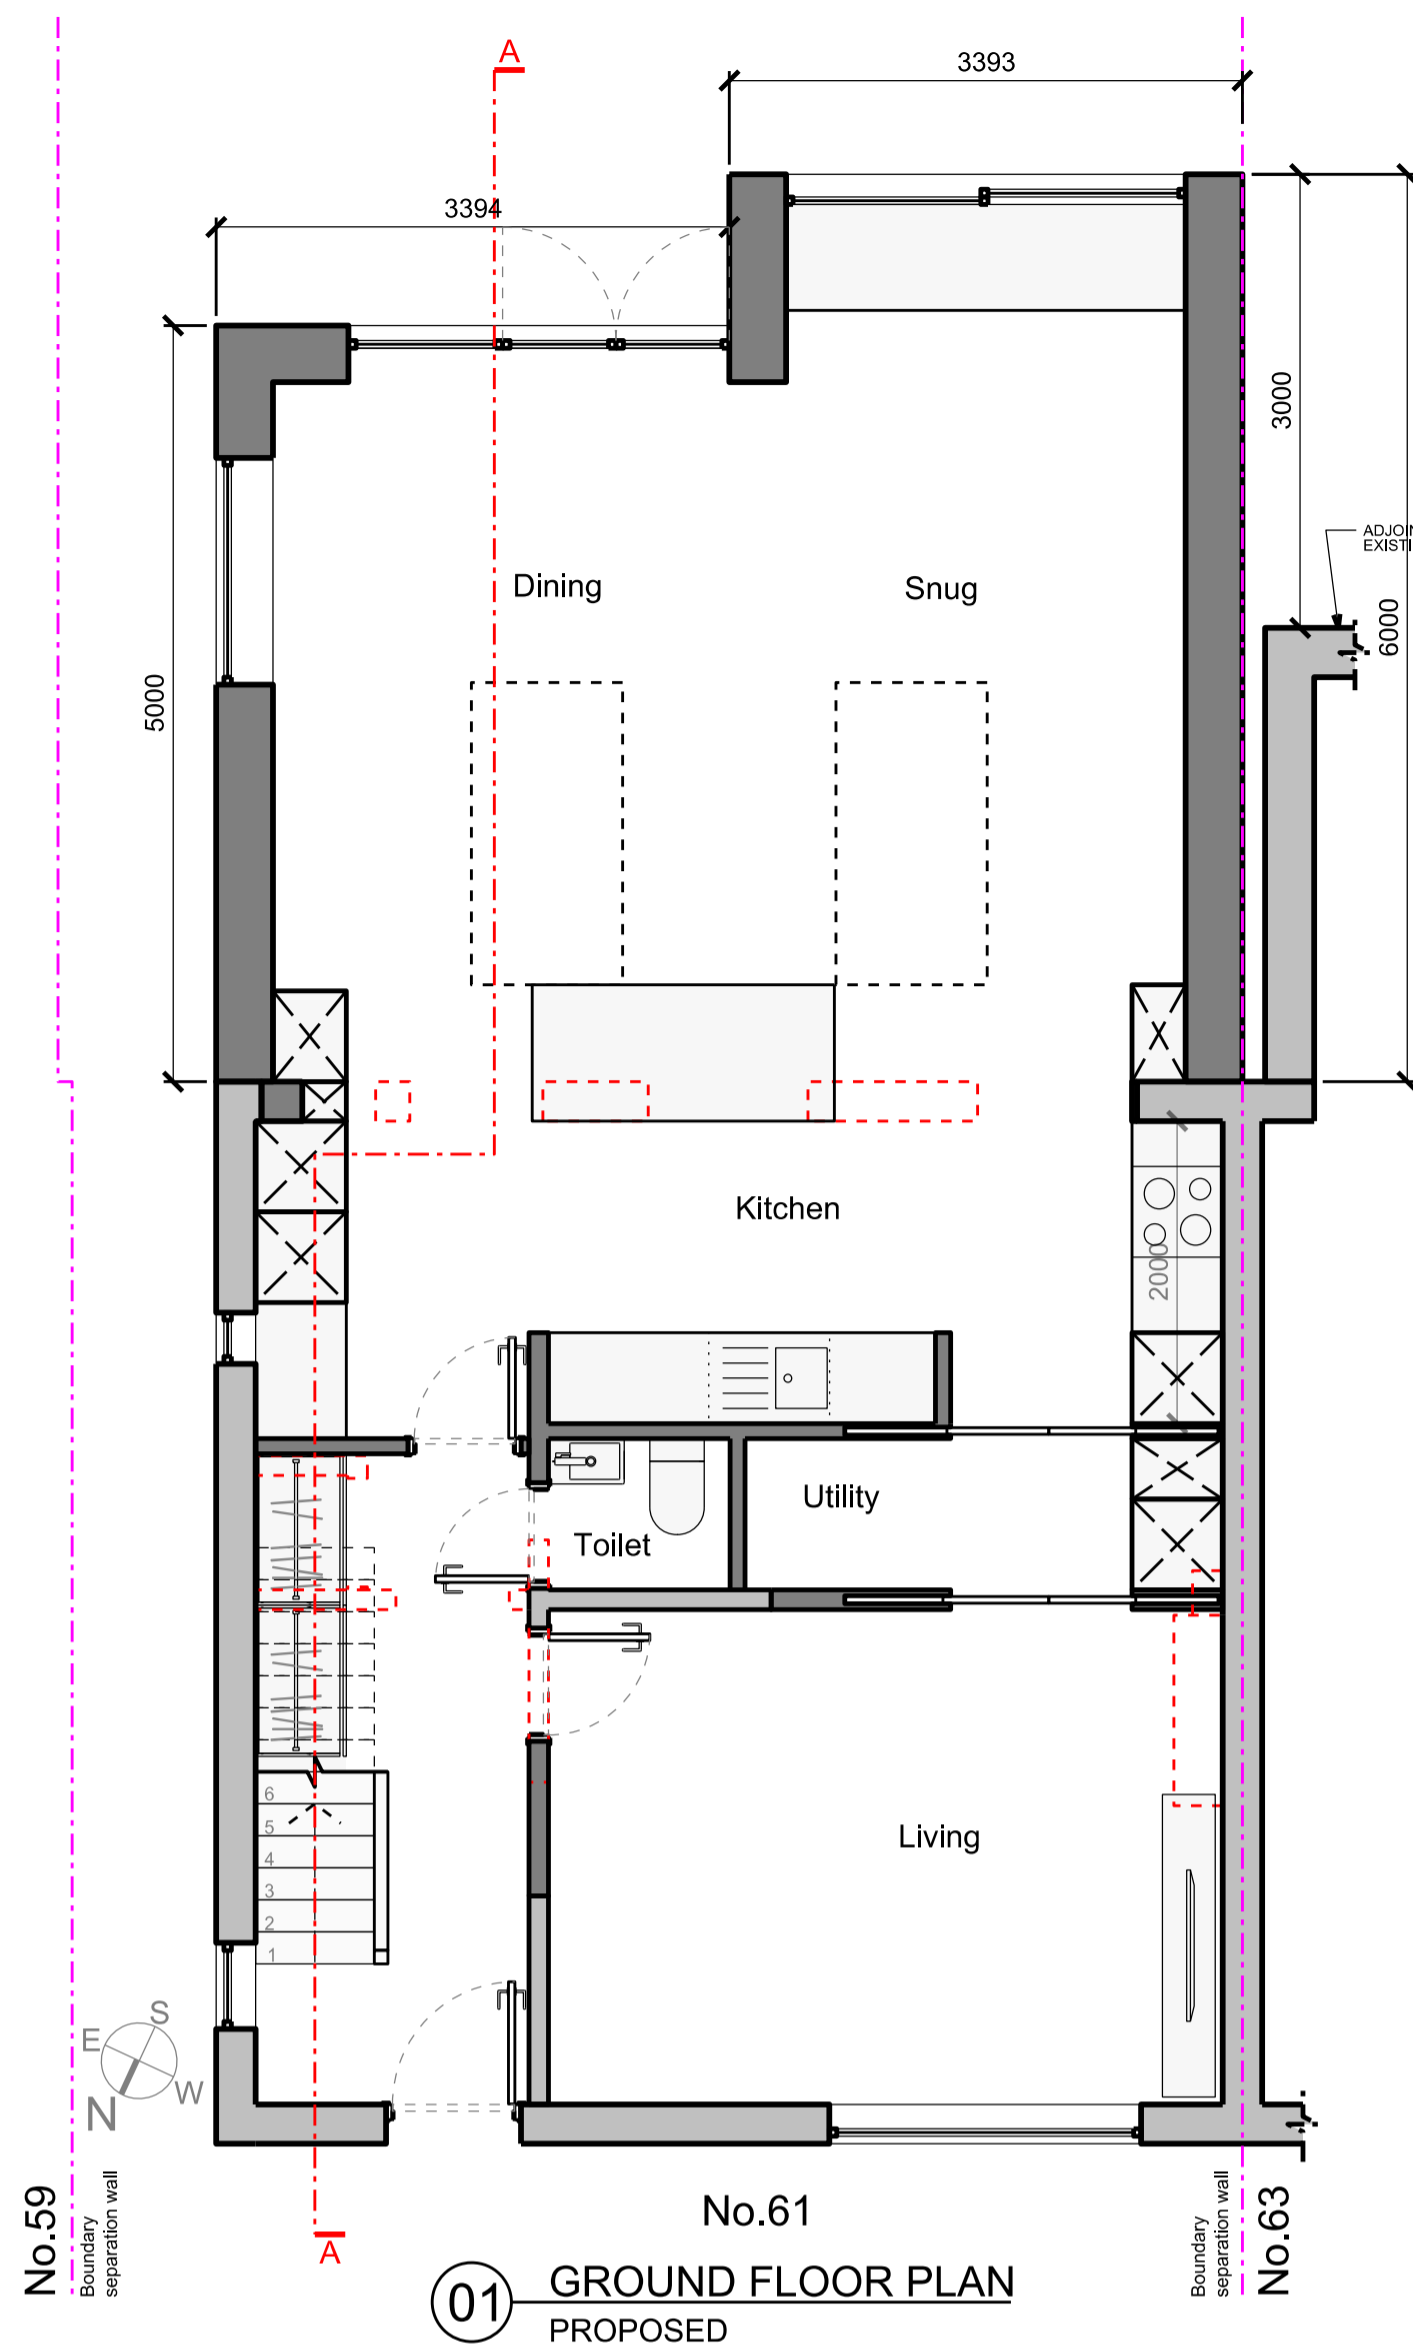 A
3393
3394
3000
ADJOIN
EXISTI
6000
Dining
Snug
5000
Kitchen
2000
Utility
Toilet
6
5
4
3
2
1
Living
S
E
W
N
No.59
Boundary
separation wall
No.61
Boundary
separation wall
No.63
A
01
GROUND FLOOR PLAN
PROPOSED